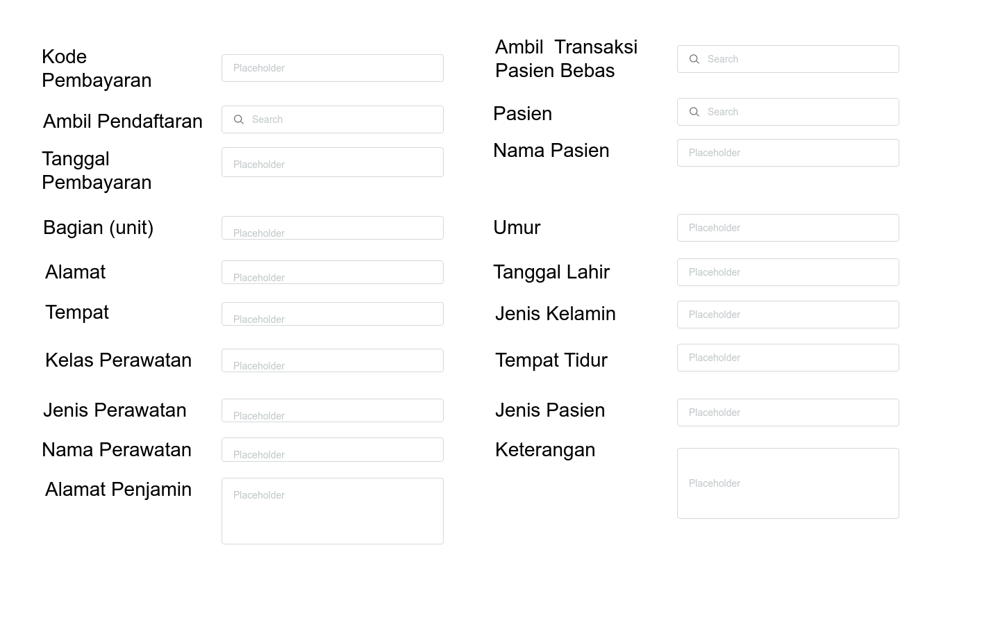 Kode
Pembayaran
Placeholder
Ambil Pendaftaran
Search
Tanggal
Pembayaran
Placeholder
Bagian (unit)
Placeholder
Alamat
Placeholder
Tempat
Placeholder
Kelas Perawatan
Placeholder
Jenis Perawatan
Placeholder
Nama Perawatan
Placeholder
Alamat Penjamin
Placeholder
Ambil  Transaksi
Pasien Bebas
Search
Pasien
Search
Nama Pasien
Placeholder
Umur
Placeholder
Tanggal Lahir
Placeholder
Jenis Kelamin
Placeholder
Tempat Tidur
Placeholder
Jenis Pasien
Placeholder
Keterangan
Placeholder